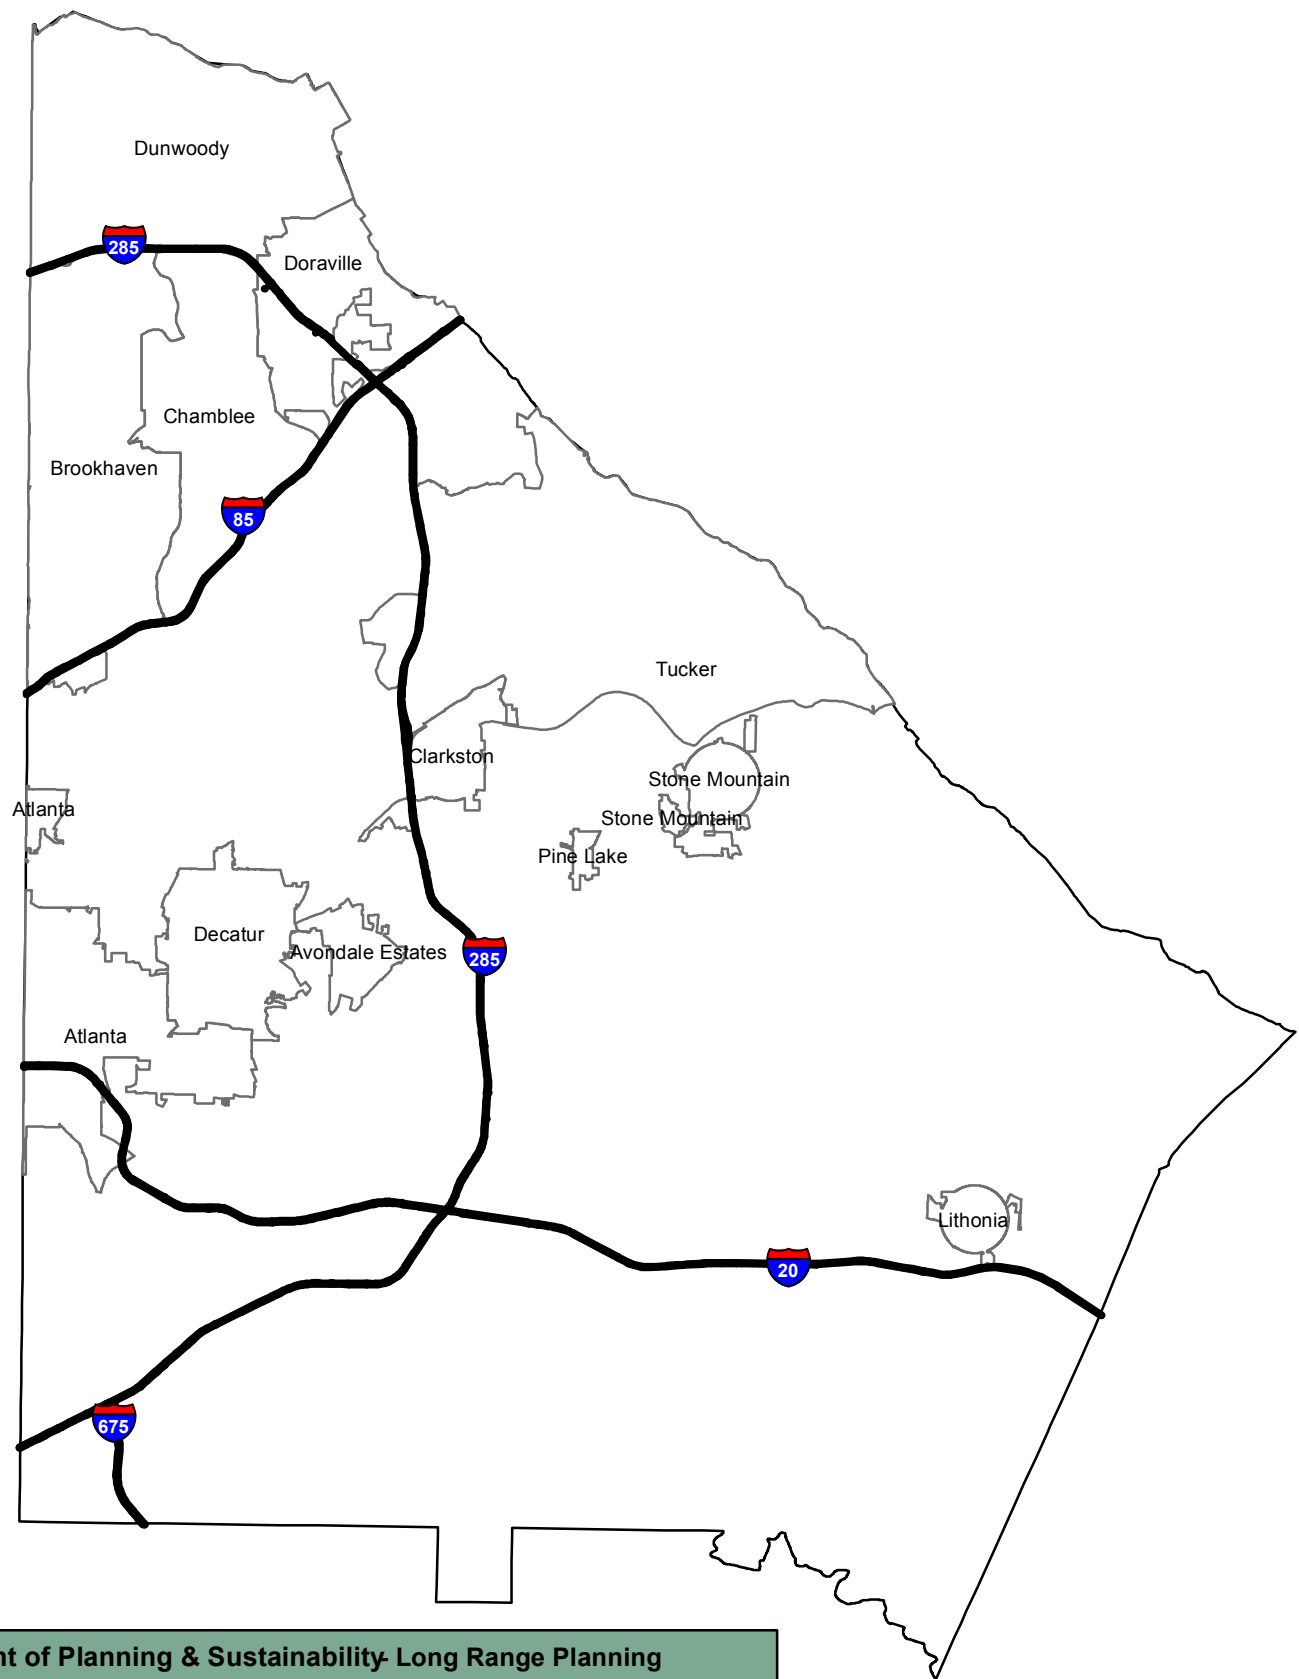 Dunwoody
285
Doraville
Chamblee
Brookhaven
85
Tucker
Clarkston
Stone Mountain
Atlanta
Stone Mountain
Pine Lake
Decatur
Avondale Estates
285
Atlanta
Lithonia
20
675
of Planning & Sustainability- Long Range Planning